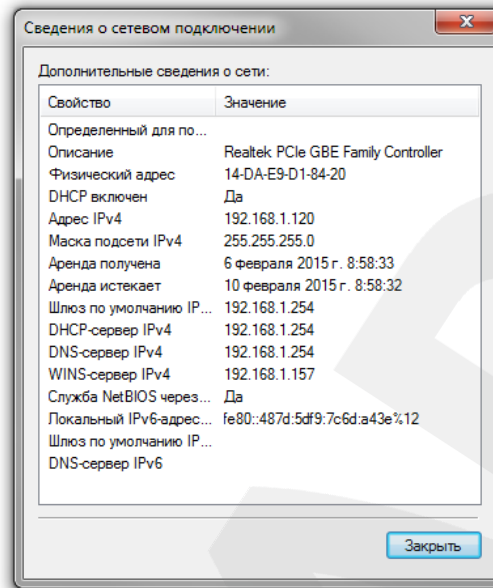 Сведения о сетевом подключении
Дополнительные сведения о сети:
Свойство Значение
Определенный для по...
Описание Realtek PCIe GBE Family Controller
Физический адрес 14-DA-E9-D1-84-20
DHCP включен Да
Адрес IPv4 192.168.1.120
Маска подсети IPv4 255.255.255.0
Аренда получена 6 февраля 2015 г. 8:58:33
Аренда истекает 10 февраля 2015 г. 8:58:32
Шлюз по умолчанию IP... 192.168.1.254
DHCP-сервер IPv4 192.168.1.254
DNS-сервер IPv4 192.168.1.254
WINS-сервер IPv4 192.168.1.157
Служба NetBIOS через... Да
Локальный IPv6-адрес... fe80::487d:5df9:7c6d:a43e%12
Шлюз по умолчанию IP...
DNS-сервер IPv6
Закрыть